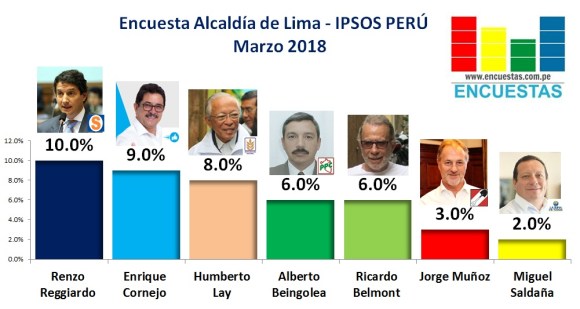 Encuesta Alcaldía de Lima - IPSOS PERÚ
Marzo 2018
www.encuestas.com.pe
ENCUESTAS
S
PPC
10.0%
9.0%
8.0%
6.0%
6.0%
3.0%
2.0%
12.0%
10.0%
8.0%
6.0%
4.0%
2.0%
0.0%
Renzo Reggiardo
Enrique Cornejo
Humberto Lay
Alberto Beingolea
Ricardo Belmont
Jorge Muñoz
Miguel Saldaña